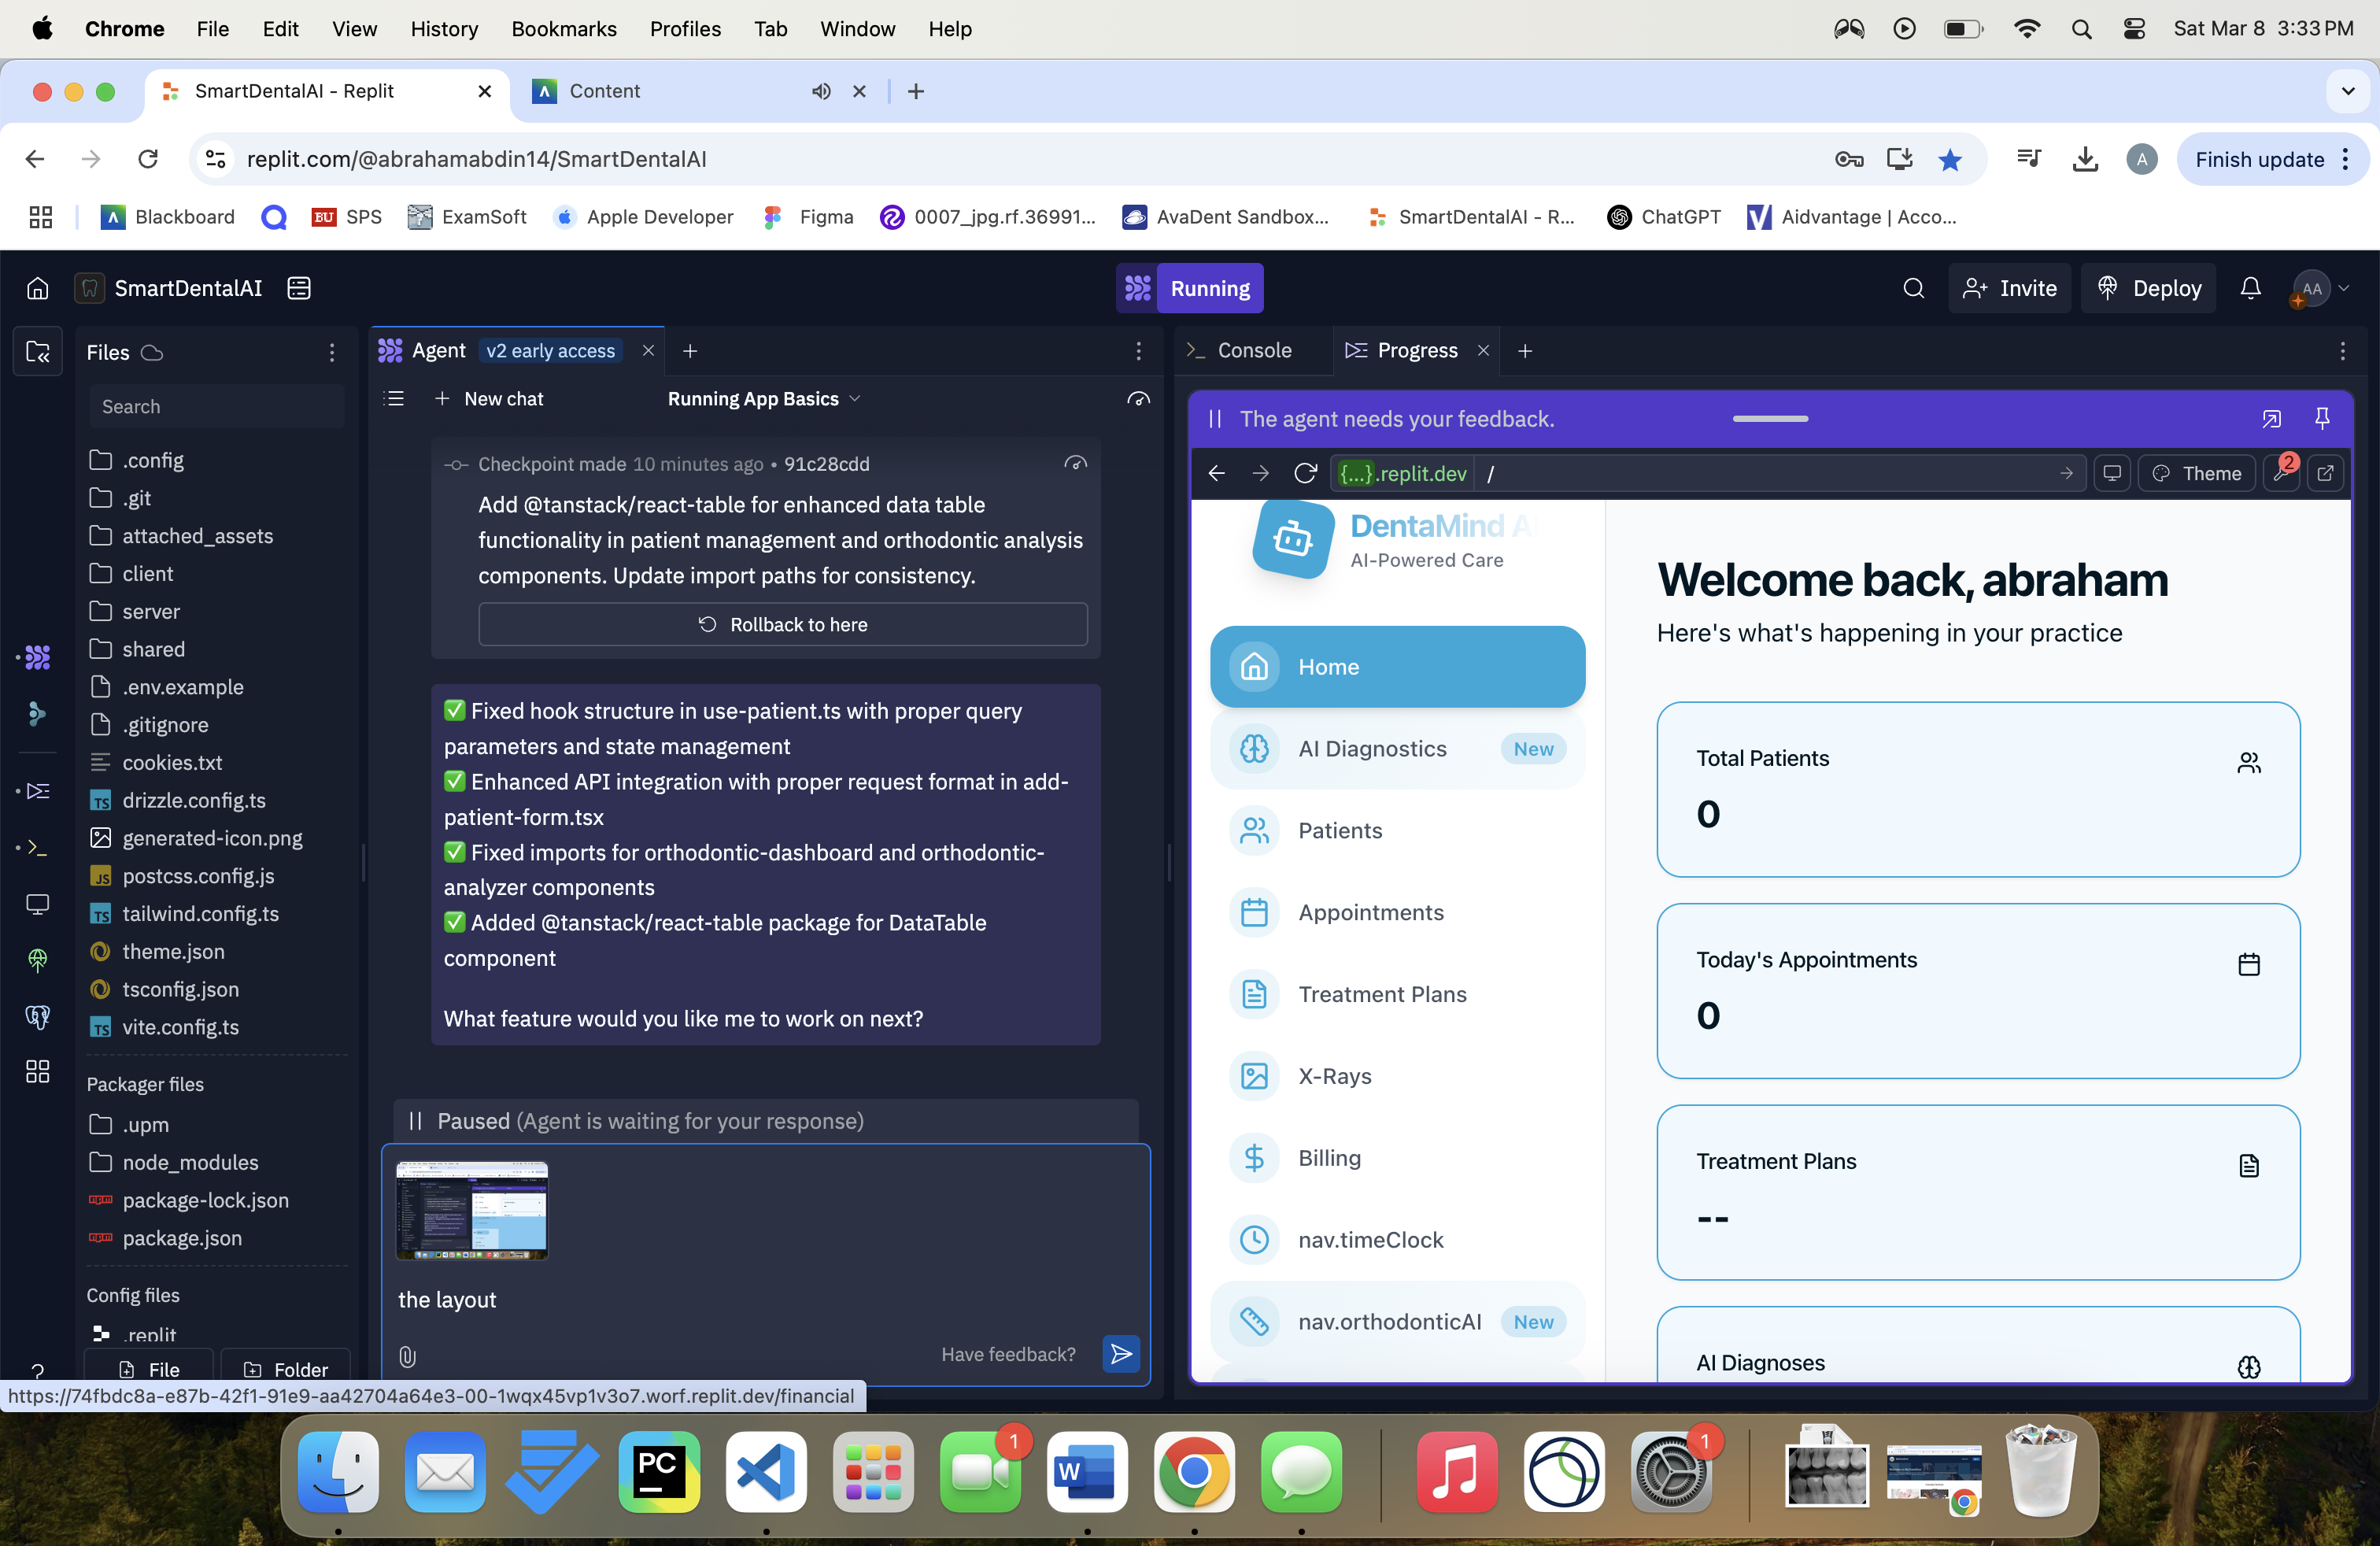 Chrome File Edit View History Bookmarks Profiles Tab Window Help Sat Mar 8 3:33 PM
SmartDentalAI - Replit Content
replit.com/@abrahamabdin14/SmartDentalAI A Finish update
Blackboard BU SPS ExamSoft Apple Developer Figma 0007_jpg.rf.36991... AvaDent Sandbox... SmartDentalAI - R... ChatGPT Aidvantage | Acco...
SmartDentalAI Running Invite Deploy AA
Files
Search
.config
.git
attached_assets
client
server
shared
.env.example
.gitignore
cookies.txt
TS drizzle.config.ts
generated-icon.png
JS postcss.config.js
TS tailwind.config.ts
theme.json
tsconfig.json
TS vite.config.ts
Packager files
.upm
node_modules
package-lock.json
package.json
Config files
.replit
File Folder
Agent v2 early access
New chat Running App Basics
Checkpoint made 10 minutes ago • 91c28cdd
Add @tanstack/react-table for enhanced data table
functionality in patient management and orthodontic analysis
components. Update import paths for consistency.
Rollback to here
✅ Fixed hook structure in use-patient.ts with proper query
parameters and state management
✅ Enhanced API integration with proper request format in add-
patient-form.tsx
✅ Fixed imports for orthodontic-dashboard and orthodontic-
analyzer components
✅ Added @tanstack/react-table package for DataTable
component
What feature would you like me to work on next?
Paused (Agent is waiting for your response)
the layout
Have feedback?
Console Progress
The agent needs your feedback.
{...}.replit.dev / Theme 2
DentaMind A
AI-Powered Care
Home
AI Diagnostics New
Patients
Appointments
Treatment Plans
X-Rays
Billing
nav.timeClock
nav.orthodonticAI New
Welcome back, abraham
Here's what's happening in your practice
Total Patients
0
Today's Appointments
0
Treatment Plans
--
AI Diagnoses
https://74fbdc8a-e87b-42f1-91e9-aa42704a64e3-00-1wqx45vp1v3o7.worf.replit.dev/financial
PC 1 W 1